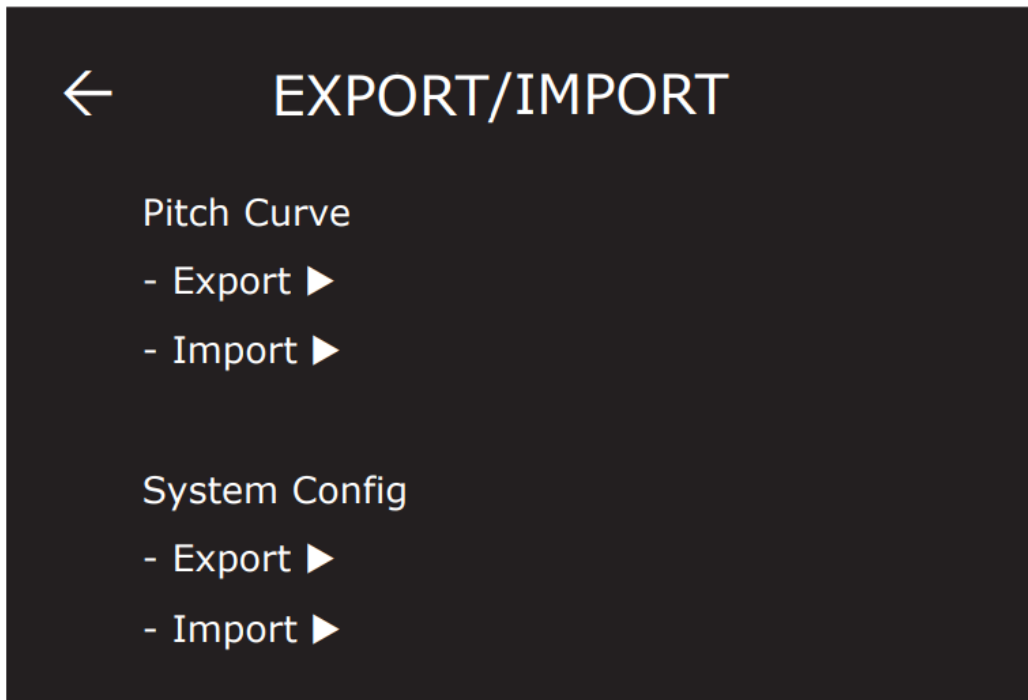 EXPORT/IMPORT
Pitch Curve
- Export ▶
- Import ▶
System Config
- Export ▶
- Import ▶